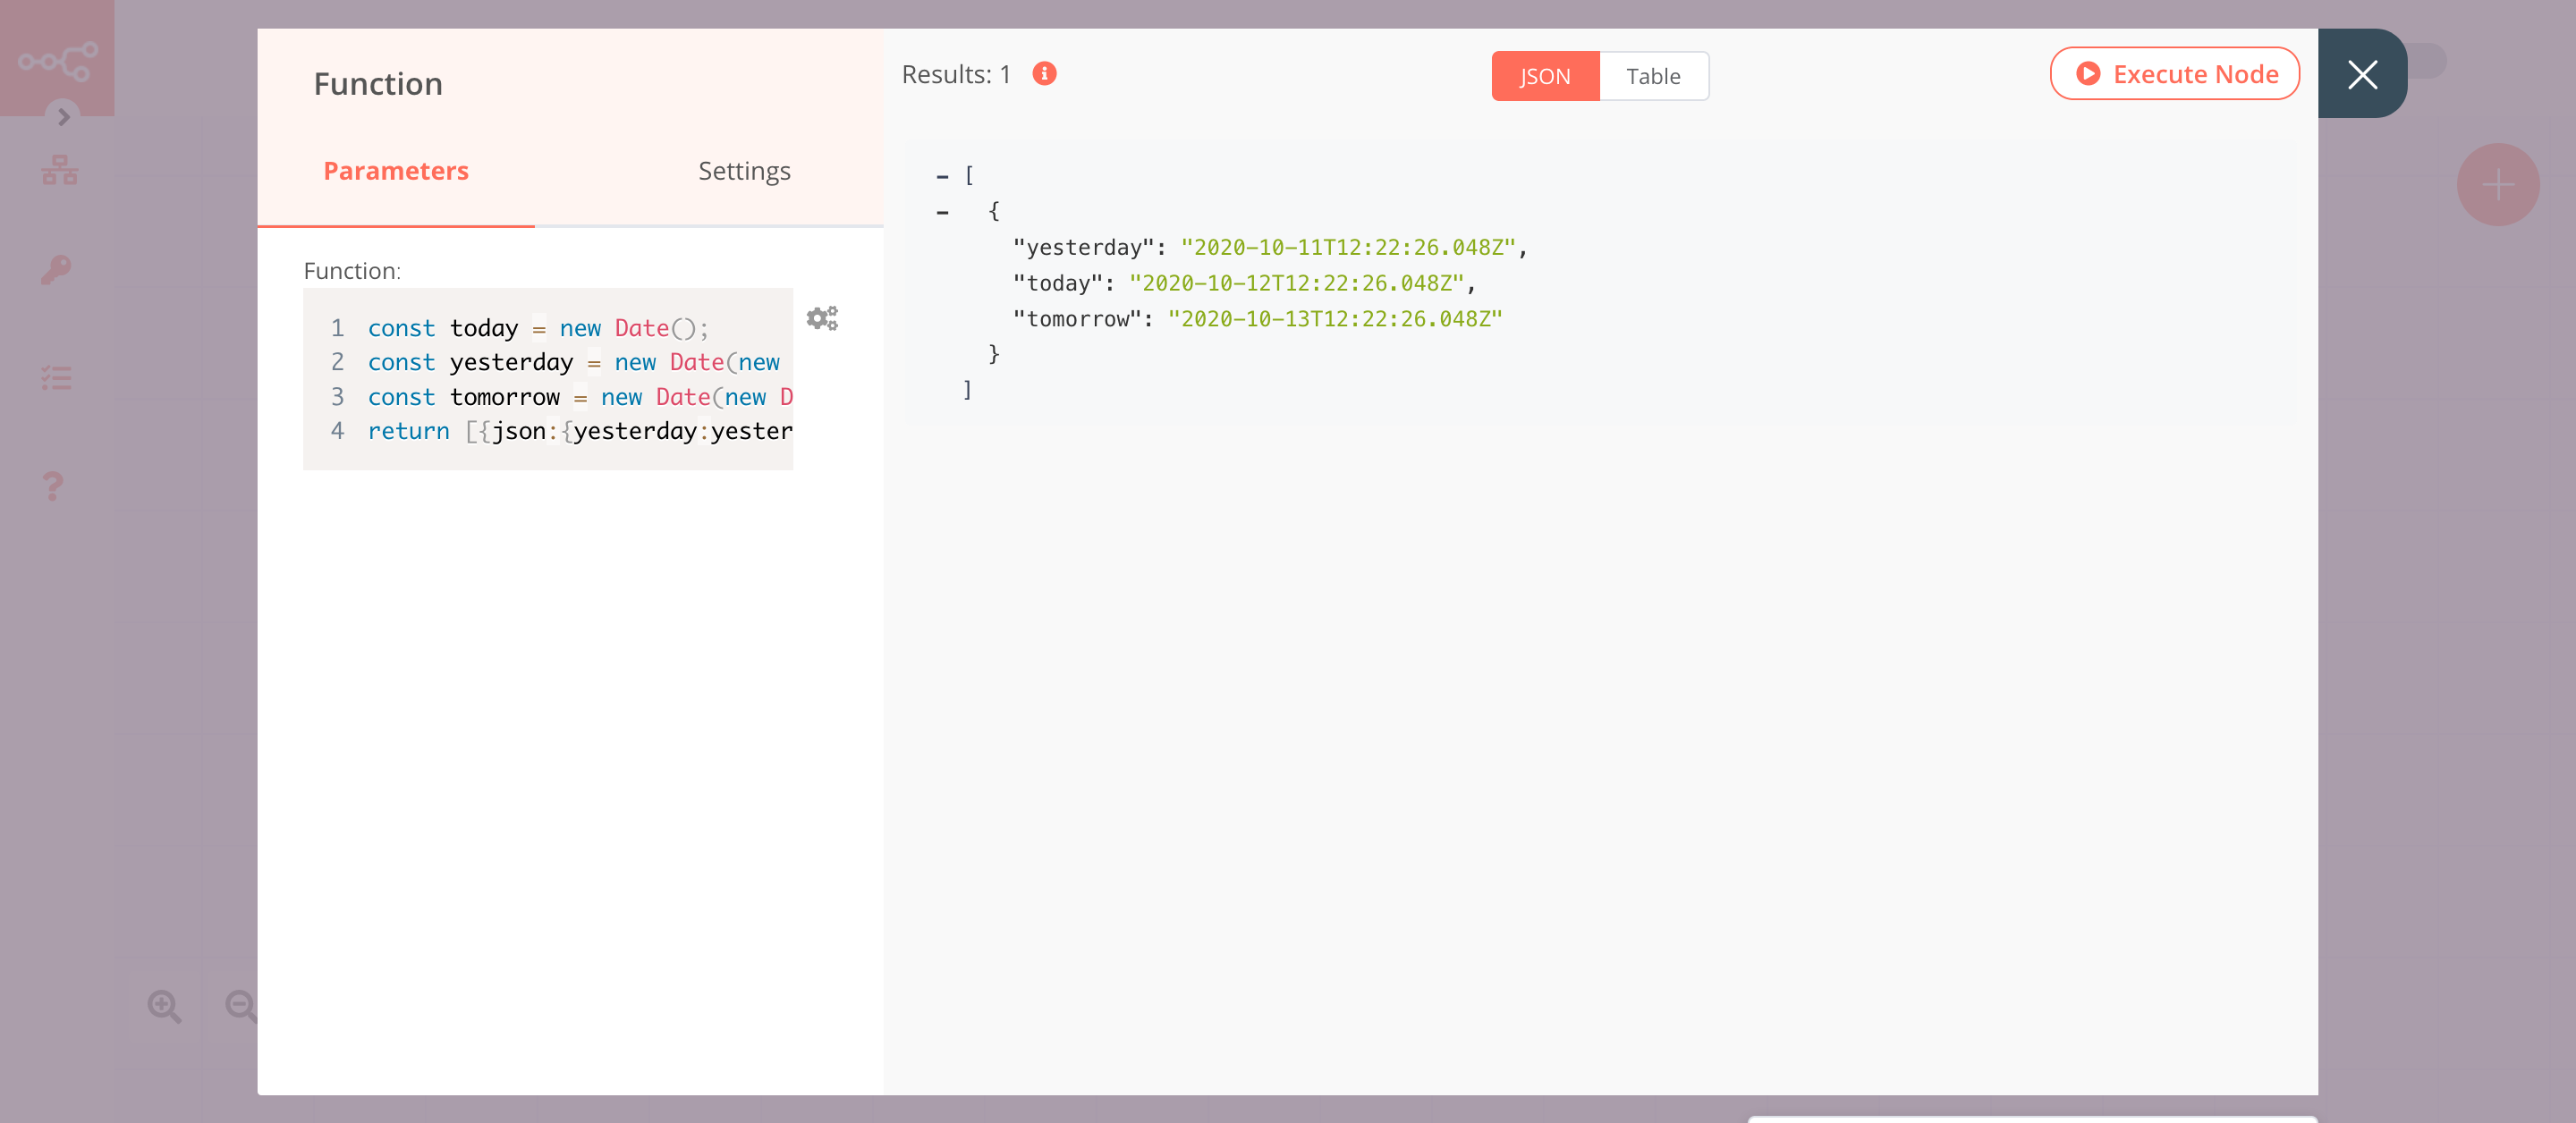 Function
Parameters Settings
Function:
1 const today = new Date();
2 const yesterday = new Date(new
3 const tomorrow = new Date(new D
4 return [{json:{yesterday:yester
Results: 1
JSON Table
Execute Node
– [
– {
"yesterday": "2020-10-11T12:22:26.048Z",
"today": "2020-10-12T12:22:26.048Z",
"tomorrow": "2020-10-13T12:22:26.048Z"
}
]